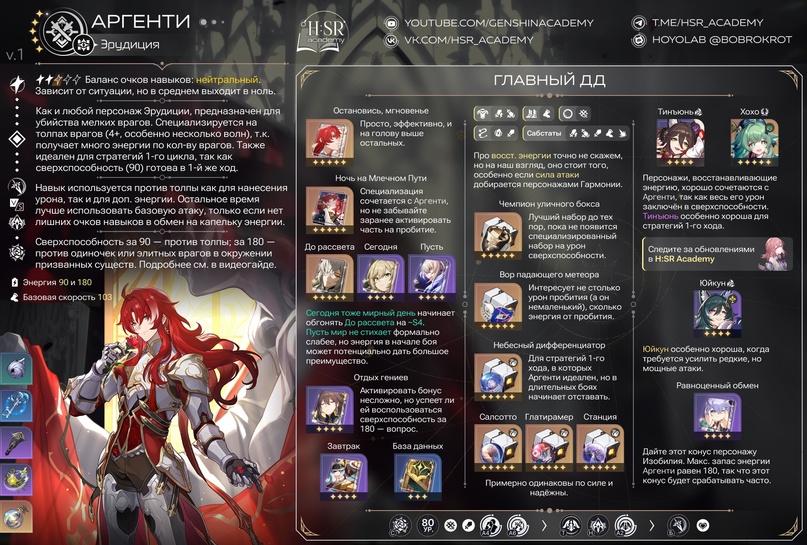 v.1
АРГЕНТИ
Эрудиция
H:SR
academy
YOUTUBE.COM/GENSHINACADEMY
VK.COM/HSR_ACADEMY
T.ME/HSR_ACADEMY
HOYOLAB @BOBROKROT
Баланс очков навыков: нейтральный.
Зависит от ситуации, но в среднем выходит в ноль.
Как и любой персонаж Эрудиции, предназначен для
убийства мелких врагов. Специализируется на
толпах врагов (4+, особенно несколько волн), т.к.
получает много энергии по кол-ву врагов. Также
идеален для стратегий 1-го цикла, так как
сверхспособность (90) готова в 1-й же ход.
Навык используется против толпы как для нанесения
урона, так и для доп. энергии. Остальное время
лучше использовать базовую атаку, только если нет
лишних очков навыков в обмен на капельку энергии.
Сверхспособность за 90 — против толпы; за 180 —
против одиночек или элитных врагов в окружении
призванных существ. Подробнее см. в видеогайде.
Энергия 90 и 180
Базовая скорость 103
ГЛАВНЫЙ ДД
Остановись, мгновенье
Просто, эффективно, и
на голову выше
остальных.
Ночь на Млечном Пути
Специализация
сочетается с Аргенти,
но не забывайте
заранее активировать
часть на пробитие.
До рассвета
Сегодня
Пусть
Сегодня тоже мирный день начинает
обгонять До рассвета на ~S4.
Пусть мир не стихает формально
слабее, но энергия в начале боя
может потенциально дать большое
преимущество.
Отдых гениев
Активировать бонус
несложно, но успеет ли
ей воспользоваться
сверхспособность за
180 — вопрос.
Завтрак
База данных
Сабстаты
Про восст. энергии точно не скажем,
но на наш взгляд, оно стоит того,
особенно если сила атаки
добирается персонажами Гармонии.
Чемпион уличного бокса
Лучший набор до тех
пор, пока не появится
специализированный
набор на урон
сверхспособности.
Вор падающего метеора
Интересует не столько
урон пробития (а он
немаленький), сколько
энергия от пробития.
Небесный дифференциатор
Для стратегий 1-го
хода, в которых
Аргенти идеален, но в
длительных боях
начинает отставать.
Салсотто
Глатирамер
Станция
Примерно одинаковы по силе и
надёжны.
Тинъюнь
Хохо
Персонажи, восстанавливающие
энергию, хорошо сочетаются с
Аргенти, так как весь его урон
заключён в сверхспособности.
Тинъюнь особенно хороша для
стратегий 1-го хода.
Следите за обновлениями
в H:SR Academy
Юйкун
Юйкун особенно хороша, когда
требуется усилить редкие, но
мощные атаки.
Равноценный обмен
Дайте этот конус персонажу
Изобилия. Макс. запас энергии
Аргенти равен 180, так что этот
конус будет срабатывать часто.
80
УР.